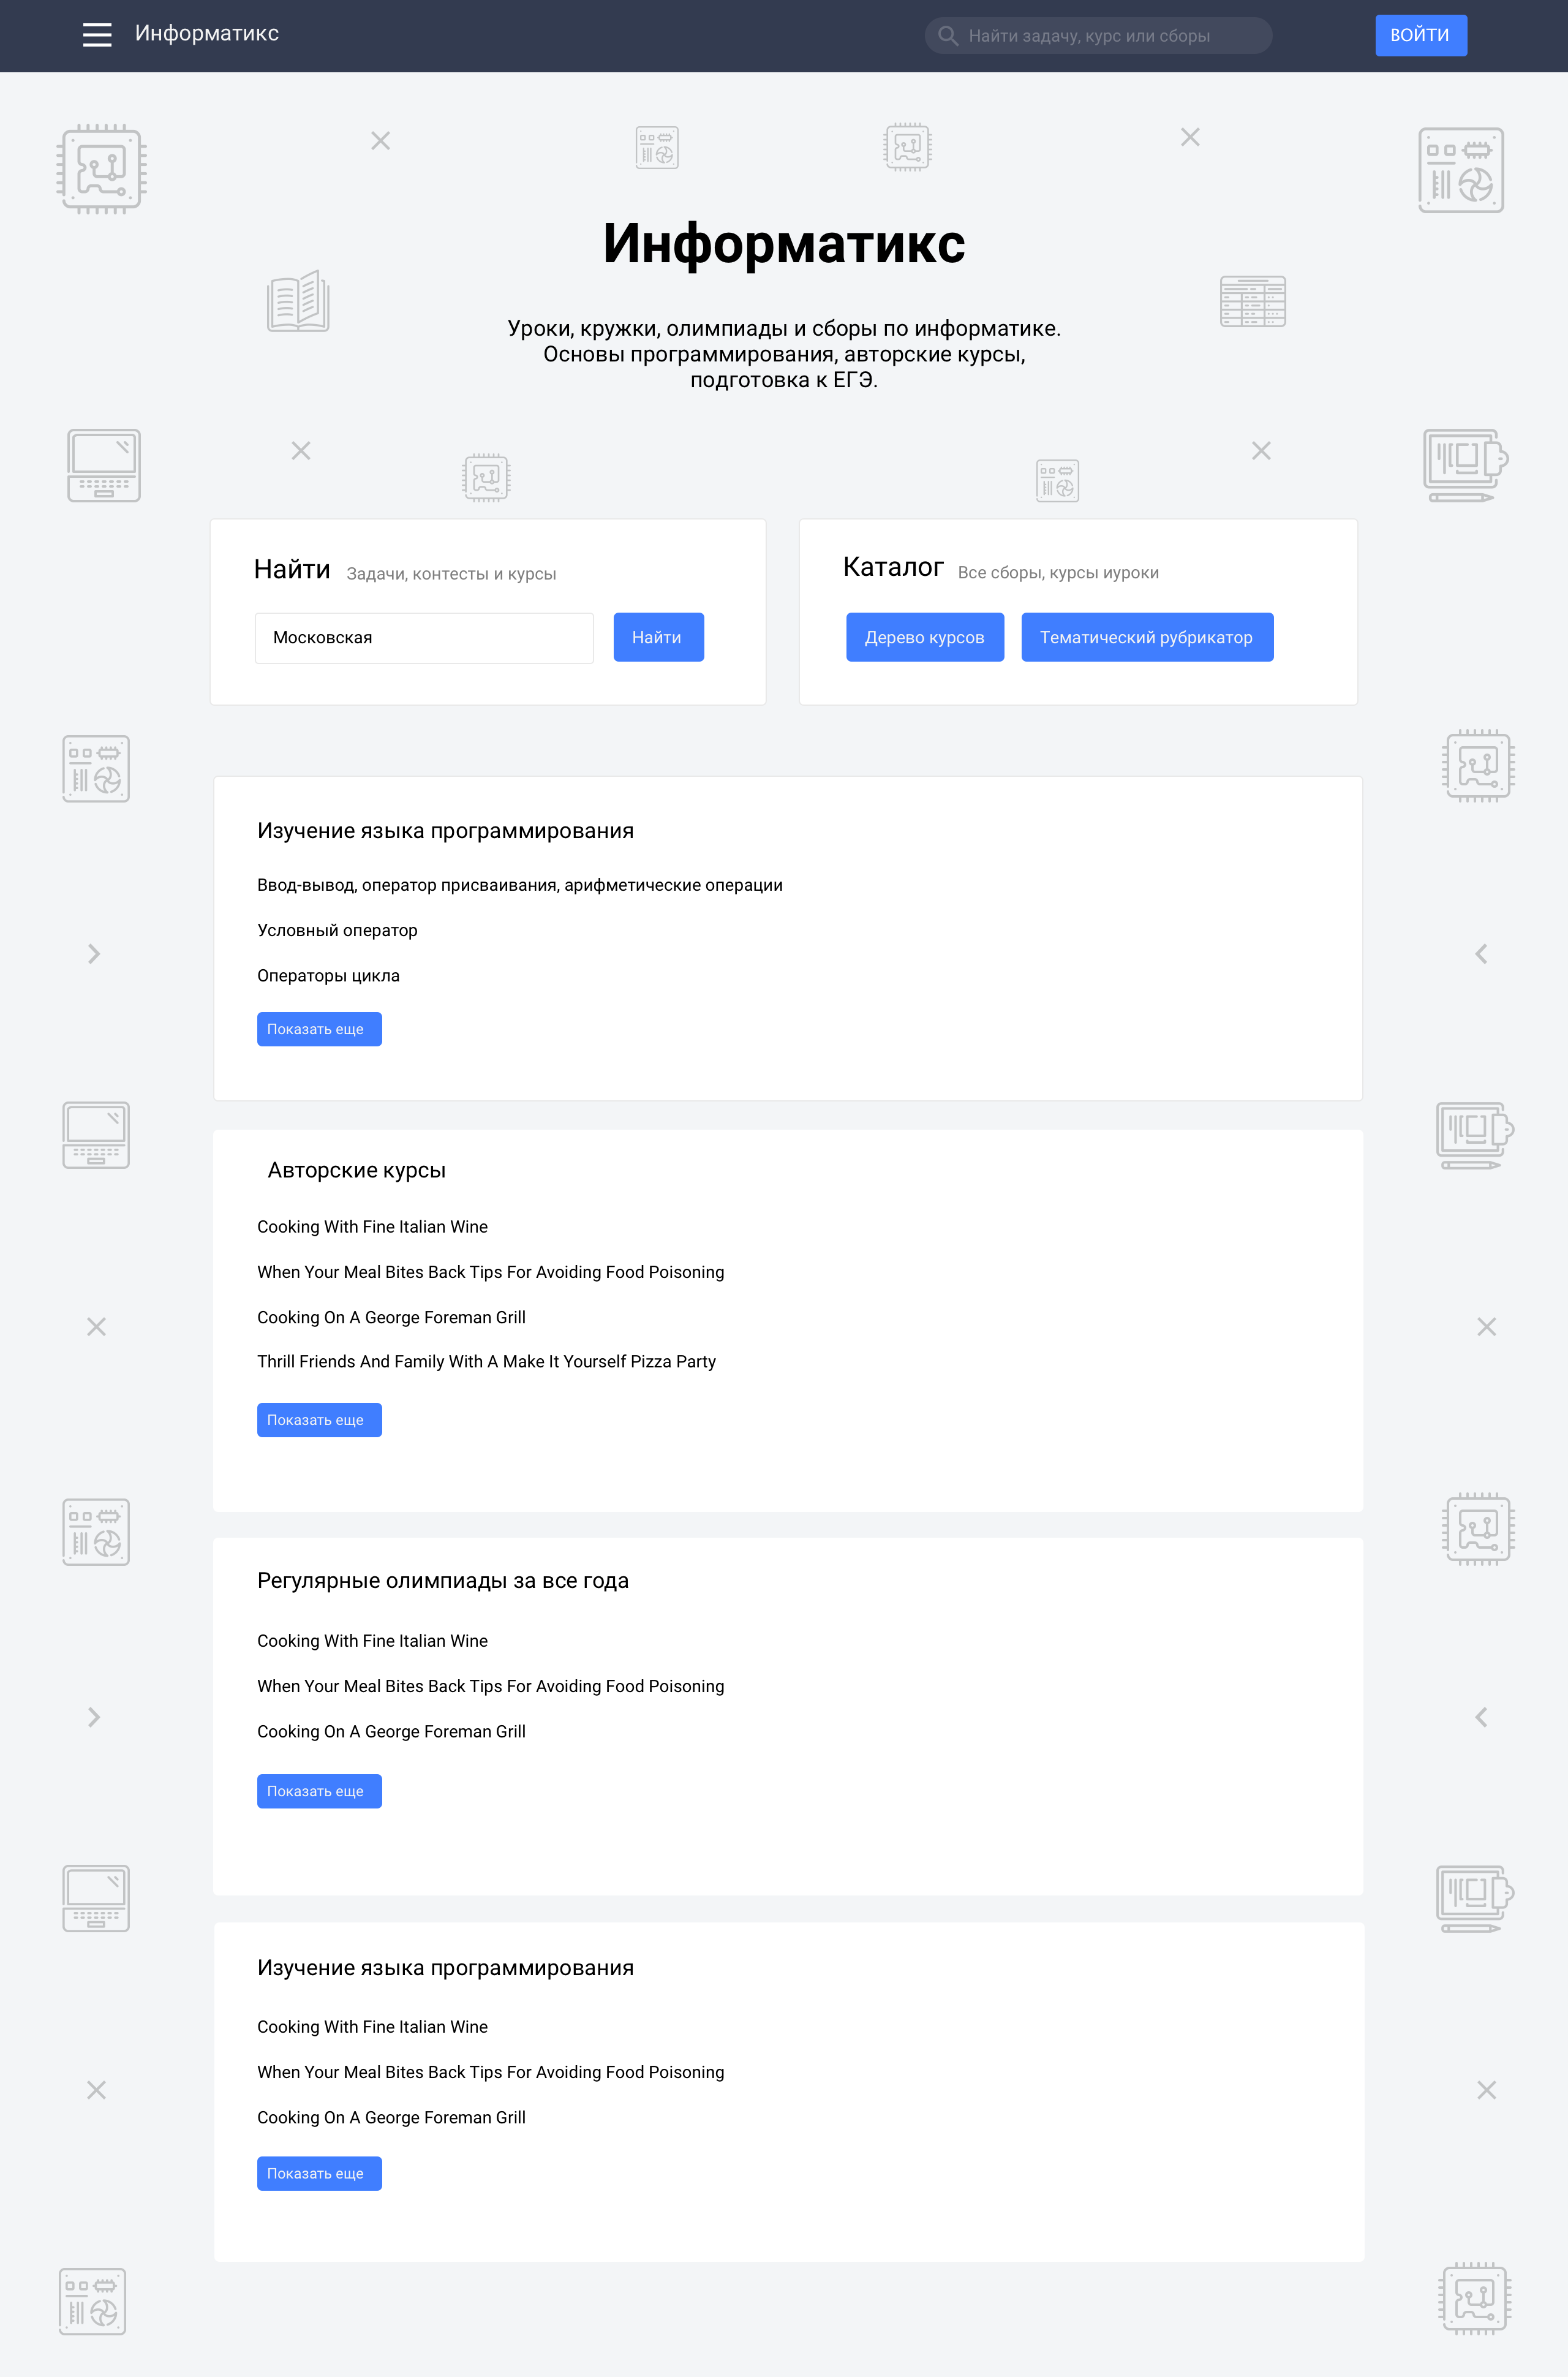 Информатикс
Найти задачу, курс или сборы
ВОЙТИ
Информатикс
Уроки, кружки, олимпиады и сборы по информатике.
Основы программирования, авторские курсы,
подготовка к ЕГЭ.
Найти Задачи, контесты и курсы
Московская
Найти
Каталог Все сборы, курсы иуроки
Дерево курсов
Тематический рубрикатор
Изучение языка программирования
Ввод-вывод, оператор присваивания, арифметические операции
Условный оператор
Операторы цикла
Показать еще
Авторские курсы
Cooking With Fine Italian Wine
When Your Meal Bites Back Tips For Avoiding Food Poisoning
Cooking On A George Foreman Grill
Thrill Friends And Family With A Make It Yourself Pizza Party
Показать еще
Регулярные олимпиады за все года
Cooking With Fine Italian Wine
When Your Meal Bites Back Tips For Avoiding Food Poisoning
Cooking On A George Foreman Grill
Показать еще
Изучение языка программирования
Cooking With Fine Italian Wine
When Your Meal Bites Back Tips For Avoiding Food Poisoning
Cooking On A George Foreman Grill
Показать еще